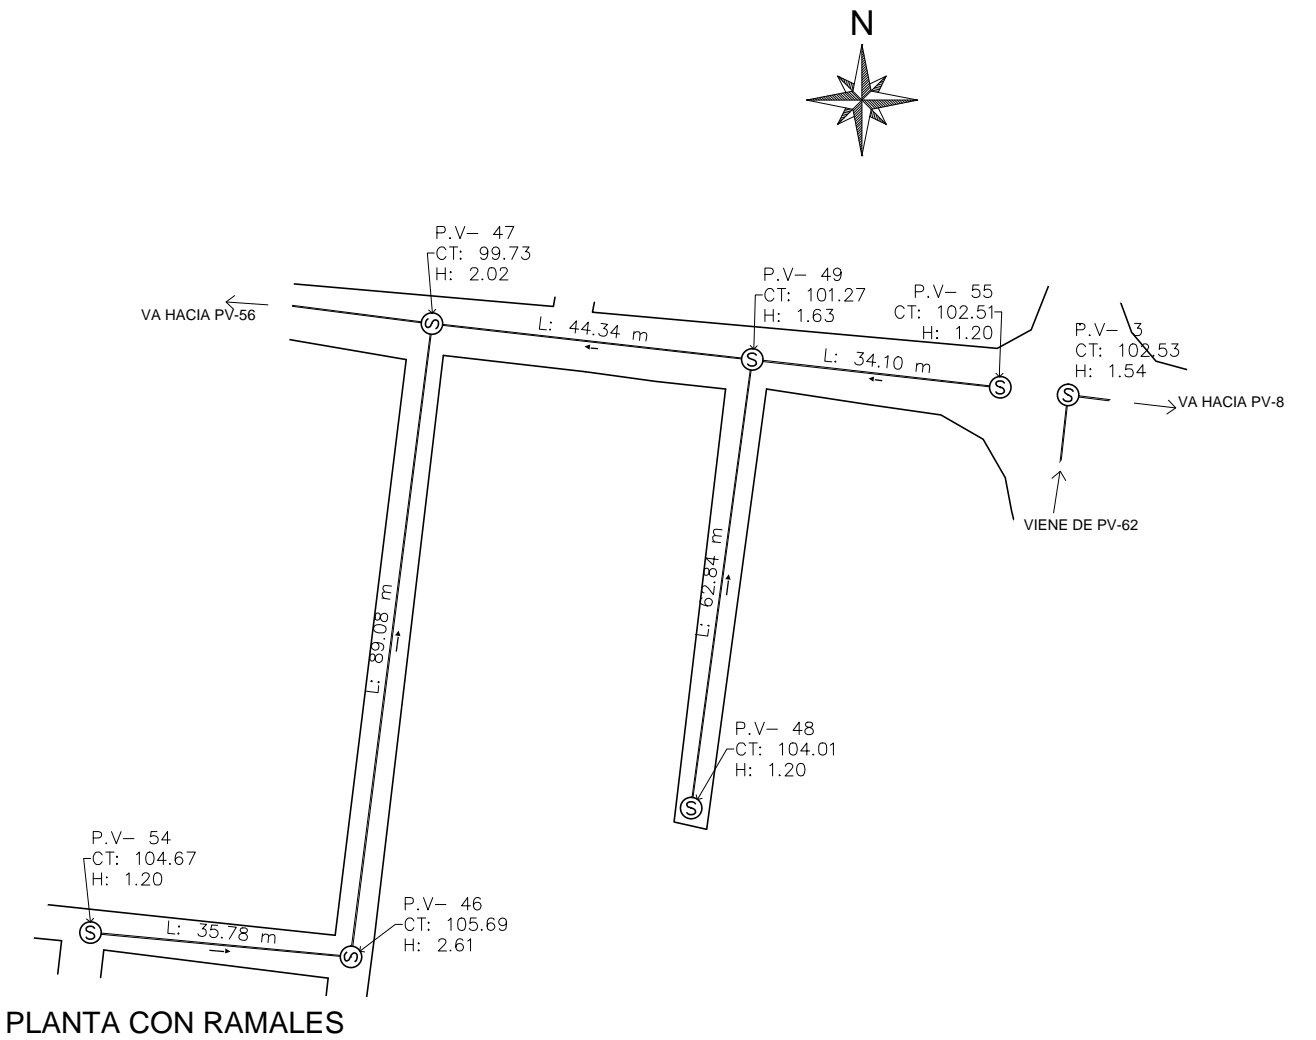 N
P.V- 47
CT: 99.73
H: 2.02
P.V- 49
CT: 101.27
H: 1.63
P.V- 55
CT: 102.51
H: 1.20
P.V- 3
CT: 102.53
H: 1.54
VA HACIA PV-56
L: 44.34 m
L: 34.10 m
VA HACIA PV-8
S
S
S
S
VIENE DE PV-62
L: 89.08 m
L: 62.84 m
P.V- 48
CT: 104.01
H: 1.20
S
P.V- 54
CT: 104.67
H: 1.20
P.V- 46
CT: 105.69
H: 2.61
S
L: 35.78 m
S
PLANTA CON RAMALES